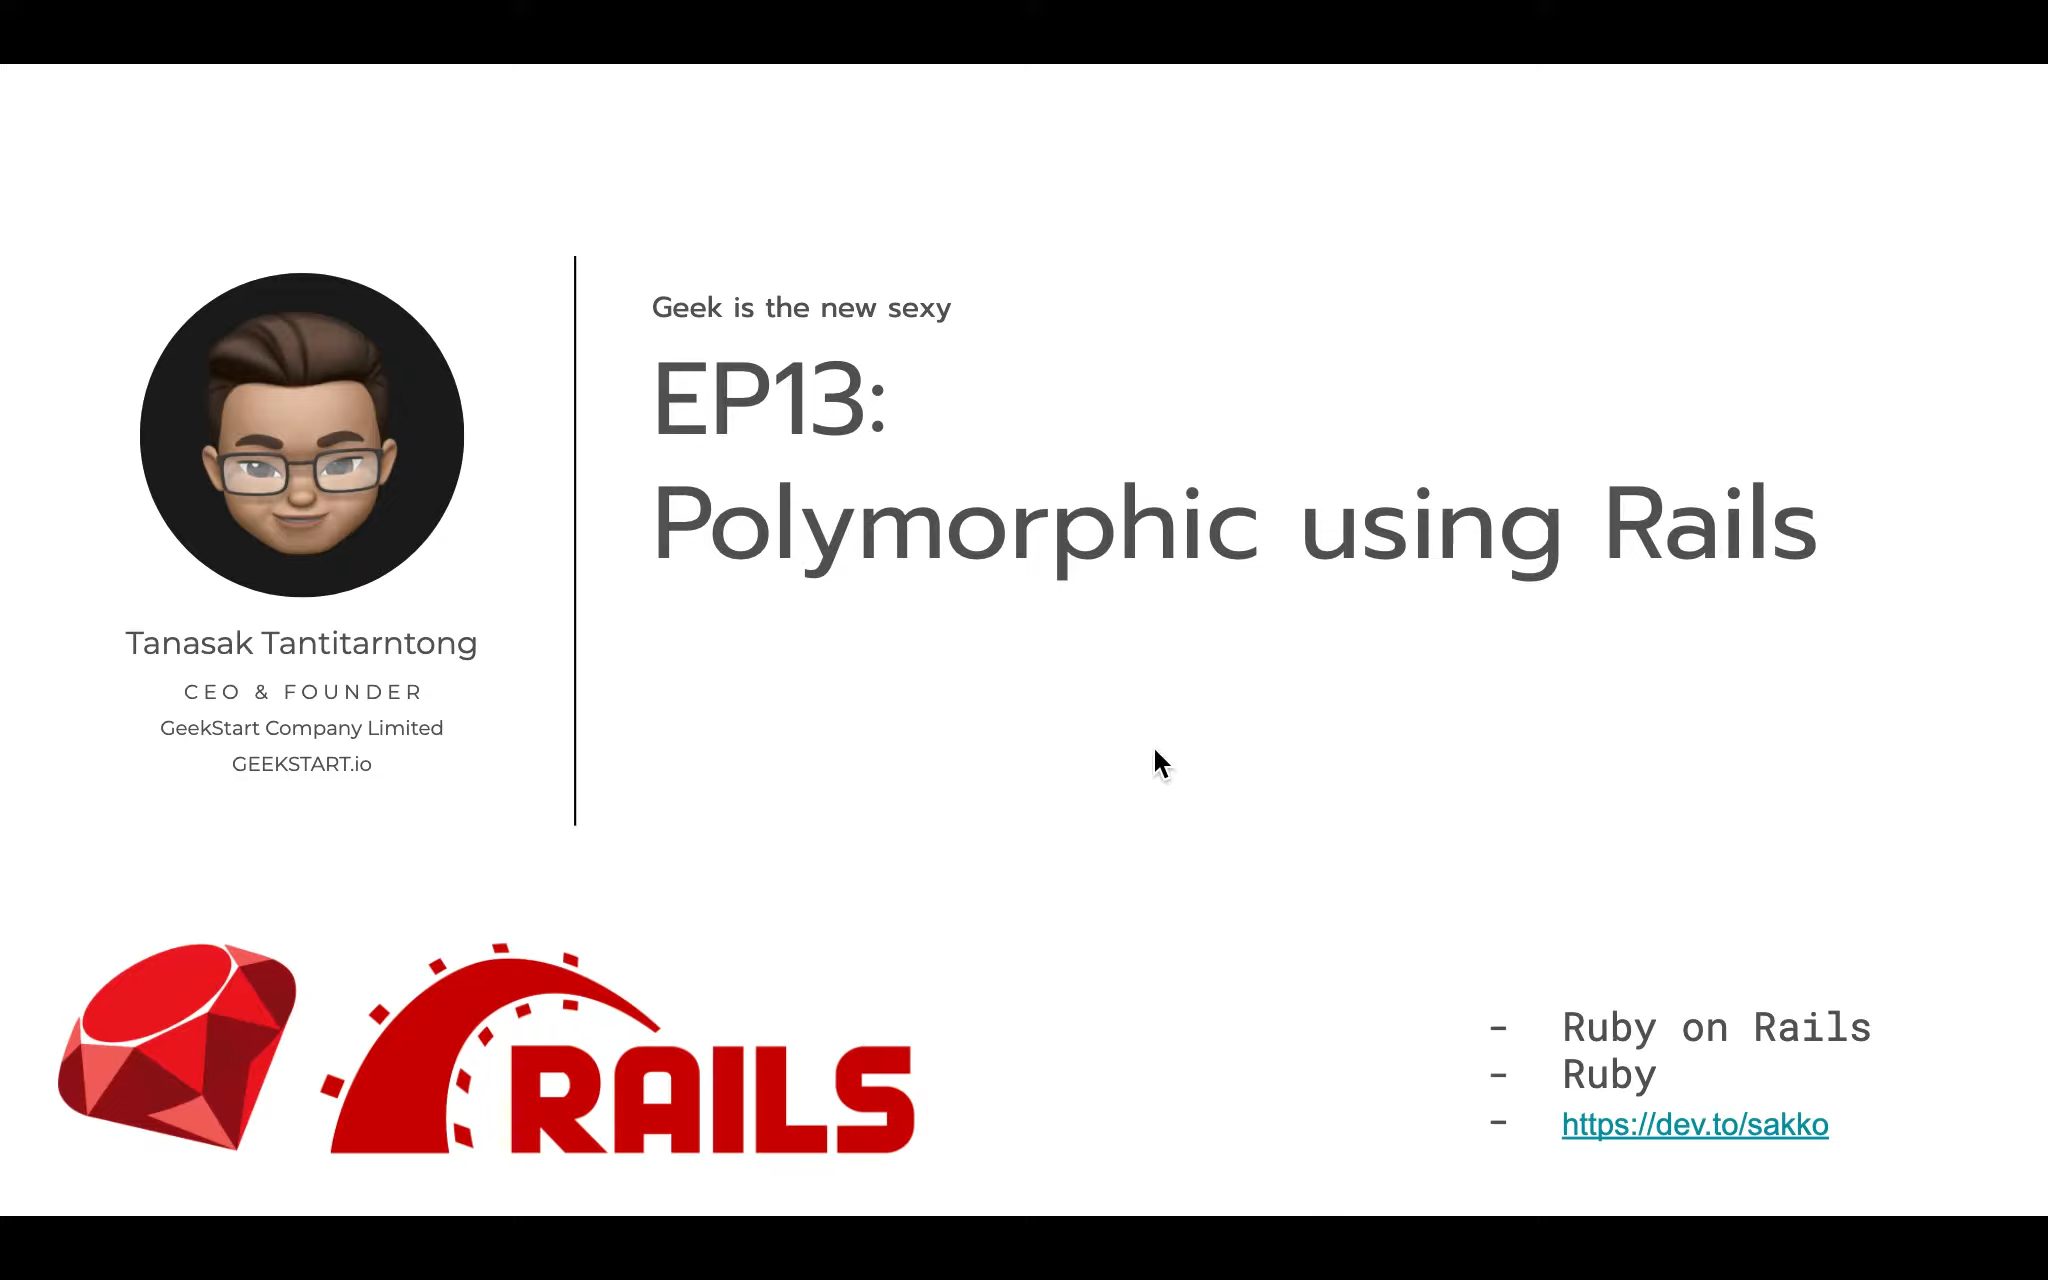 Geek is the new sexy
EP13:
Polymorphic using Rails
Tanasak Tantitarntong
CEO & FOUNDER
GeekStart Company Limited
GEEKSTART.io
RAILS
- Ruby on Rails
- Ruby
- https://dev.to/sakko